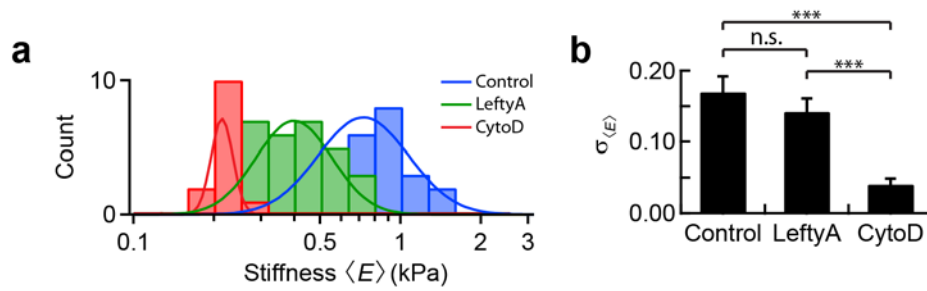 a
10
0
Count
Control
LeftyA
CytoD
0.1
0.5
1
2
3
Stiffness ⟨E⟩ (kPa)
b
***
n.s.
***
0.20
0.10
0.00
σ⟨E⟩
Control LeftyA CytoD